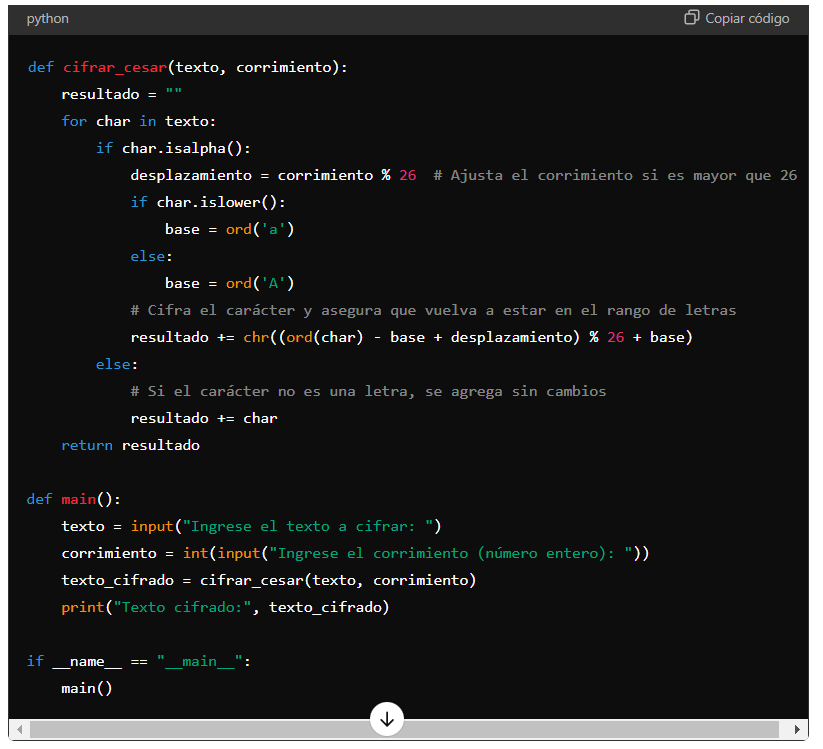 python
Copiar código
def cifrar_cesar(texto, corrimiento):
    resultado = ""
    for char in texto:
        if char.isalpha():
            desplazamiento = corrimiento % 26  # Ajusta el corrimiento si es mayor que 26
            if char.islower():
                base = ord('a')
            else:
                base = ord('A')
            # Cifra el carácter y asegura que vuelva a estar en el rango de letras
            resultado += chr((ord(char) - base + desplazamiento) % 26 + base)
        else:
            # Si el carácter no es una letra, se agrega sin cambios
            resultado += char
    return resultado

def main():
    texto = input("Ingrese el texto a cifrar: ")
    corrimiento = int(input("Ingrese el corrimiento (número entero): "))
    texto_cifrado = cifrar_cesar(texto, corrimiento)
    print("Texto cifrado:", texto_cifrado)

if __name__ == "__main__":
    main()